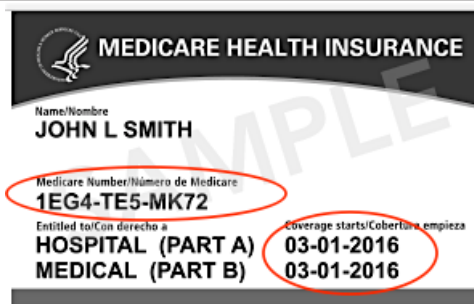 MEDICARE HEALTH INSURANCE
Name/Nombre
JOHN L SMITH
Medicare Number/Número de Medicare
1EG4-TE5-MK72
Entitled to/Con derecho a Coverage starts/Cobertura empieza
HOSPITAL (PART A) 03-01-2016
MEDICAL (PART B) 03-01-2016
SAMPLE